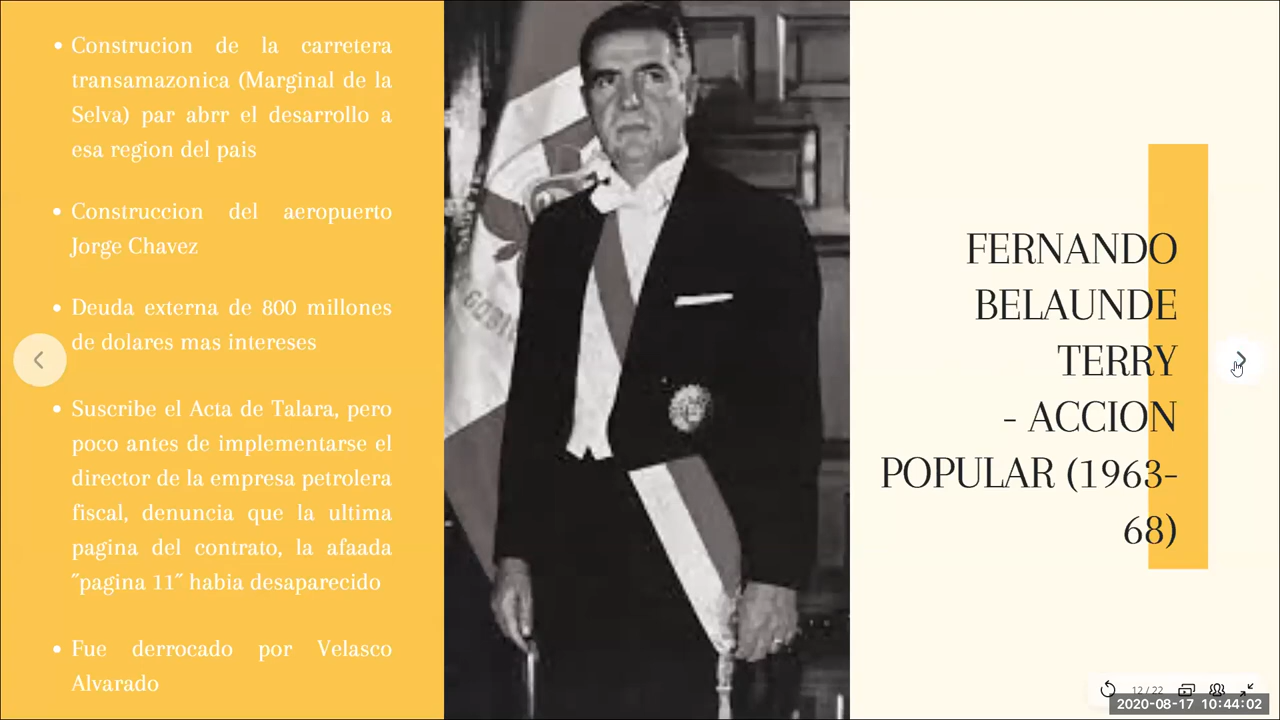 • Construcion de la carretera
transamazonica (Marginal de la
Selva) par abrr el desarrollo a
esa region del pais
• Construccion del aeropuerto
Jorge Chavez
• Deuda externa de 800 millones
de dolares mas intereses
• Suscribe el Acta de Talara, pero
poco antes de implementarse el
director de la empresa petrolera
fiscal, denuncia que la ultima
pagina del contrato, la afaada
"pagina 11" habia desaparecido
• Fue derrocado por Velasco
Alvarado
GOBI
FERNANDO
BELAUNDE
TERRY
- ACCION
POPULAR (1963-
68)
12 / 22
2020-08-17 10:44:02